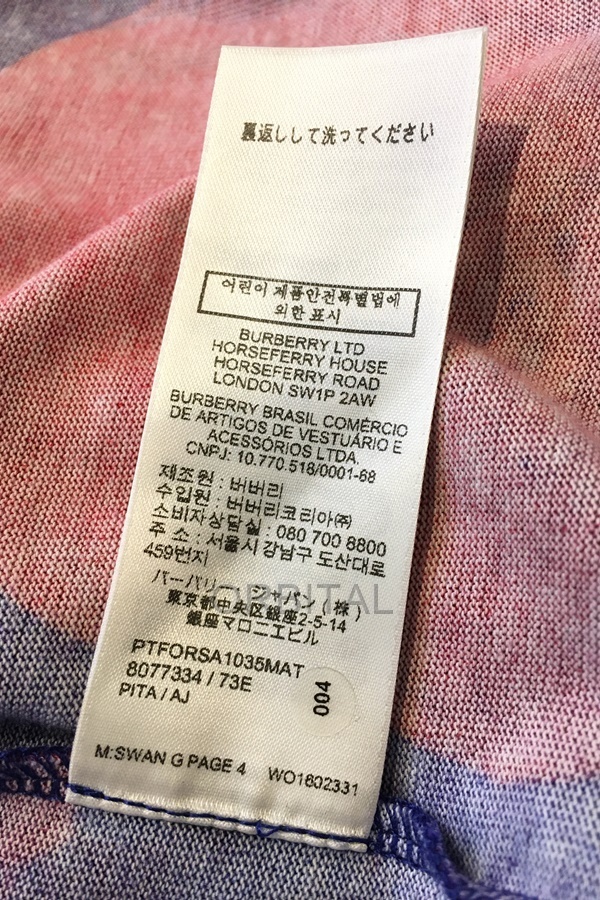 裏返しして洗ってください
어린이 제품안전특별법에
의한 표시
BURBERRY LTD
HORSEFERRY HOUSE
HORSEFERRY ROAD
LONDON SW1P 2AW
BURBERRY BRASIL COMÉRCIO
DE ARTIGOS DE VESTUÁRIO E
ACESSÓRIOS LTDA.
CNPJ: 10.770.518/0001-68
제조원 : 버버리
수입원 : 버버리코리아㈜
소비자상담실 : 080 700 8800
주 소 : 서울시 강남구 도산대로
459번지
バーバリー・ジャパン(株)
東京都中央区銀座2-5-14
銀座マロニエビル
ORBITAL
PTFORSA1035MAT
8077334 / 73E
PITA / AJ
004
M:SWAN G PAGE 4 WO1602331